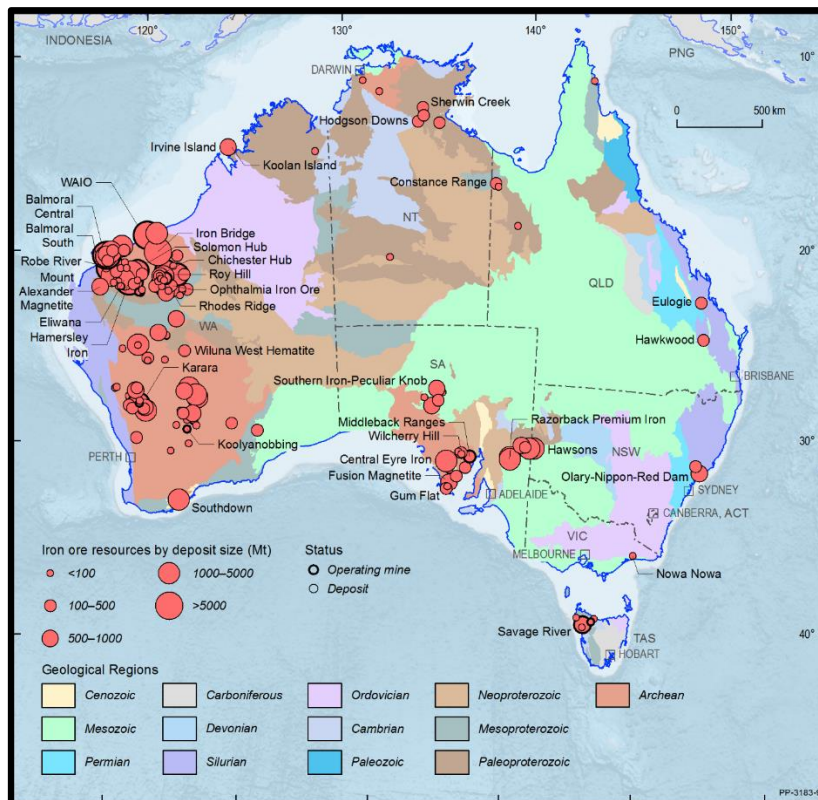 INDONESIA
120°
130°
140°
150°
PNG
10°
DARWIN
Sherwin Creek
Hodgson Downs
0
500 km
Irvine Island
Koolan Island
Constance Range
WAIO
Balmoral
Central
Balmoral
South
Robe River
Mount
Alexander
Magnetite
Eliwana
Hamersley
Iron
Iron Bridge
Solomon Hub
Chichester Hub
Roy Hill
Ophthalmia Iron Ore
Rhodes Ridge
NT
20°
QLD
Eulogie
Hawkwood
WA
Wiluna West Hematite
Karara
SA
Southern Iron-Peculiar Knob
BRISBANE
Middleback Ranges
Wilcherry Hill
Razorback Premium Iron
Koolyanobbing
Central Eyre Iron
Hawsons
30°
PERTH
Fusion Magnetite
NSW
Olary-Nippon-Red Dam
Gum Flat
ADELAIDE
SYDNEY
Southdown
CANBERRA, ACT
VIC
MELBOURNE
Nowa Nowa
Savage River
TAS
40°
HOBART
Iron ore resources by deposit size (Mt)
<100
1000–5000
100–500
>5000
500–1000
Status
Operating mine
Deposit
Geological Regions
Cenozoic
Carboniferous
Ordovician
Neoproterozoic
Archean
Mesozoic
Devonian
Cambrian
Mesoproterozoic
Permian
Silurian
Paleozoic
Paleoproterozoic